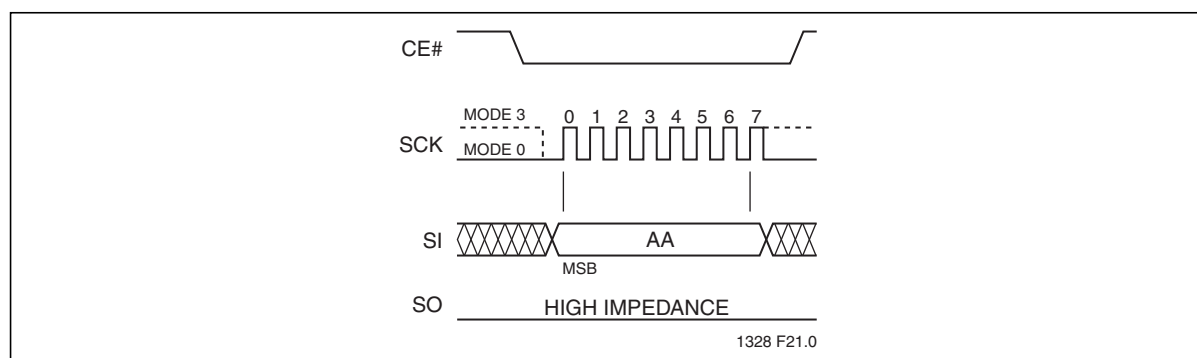 CE#
MODE 3 0 1 2 3 4 5 6 7
SCK MODE 0
SI AA
MSB
SO HIGH IMPEDANCE
1328 F21.0